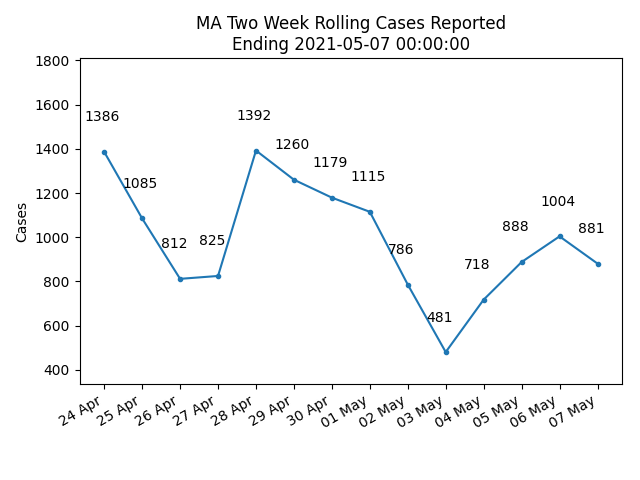 MA Two Week Rolling Cases Reported
Ending 2021-05-07 00:00:00
1800
1600
1400
1200
1000
800
600
400
Cases
1386
1085
812
825
1392
1260
1179
1115
786
481
718
888
1004
881
24 Apr
25 Apr
26 Apr
27 Apr
28 Apr
29 Apr
30 Apr
01 May
02 May
03 May
04 May
05 May
06 May
07 May